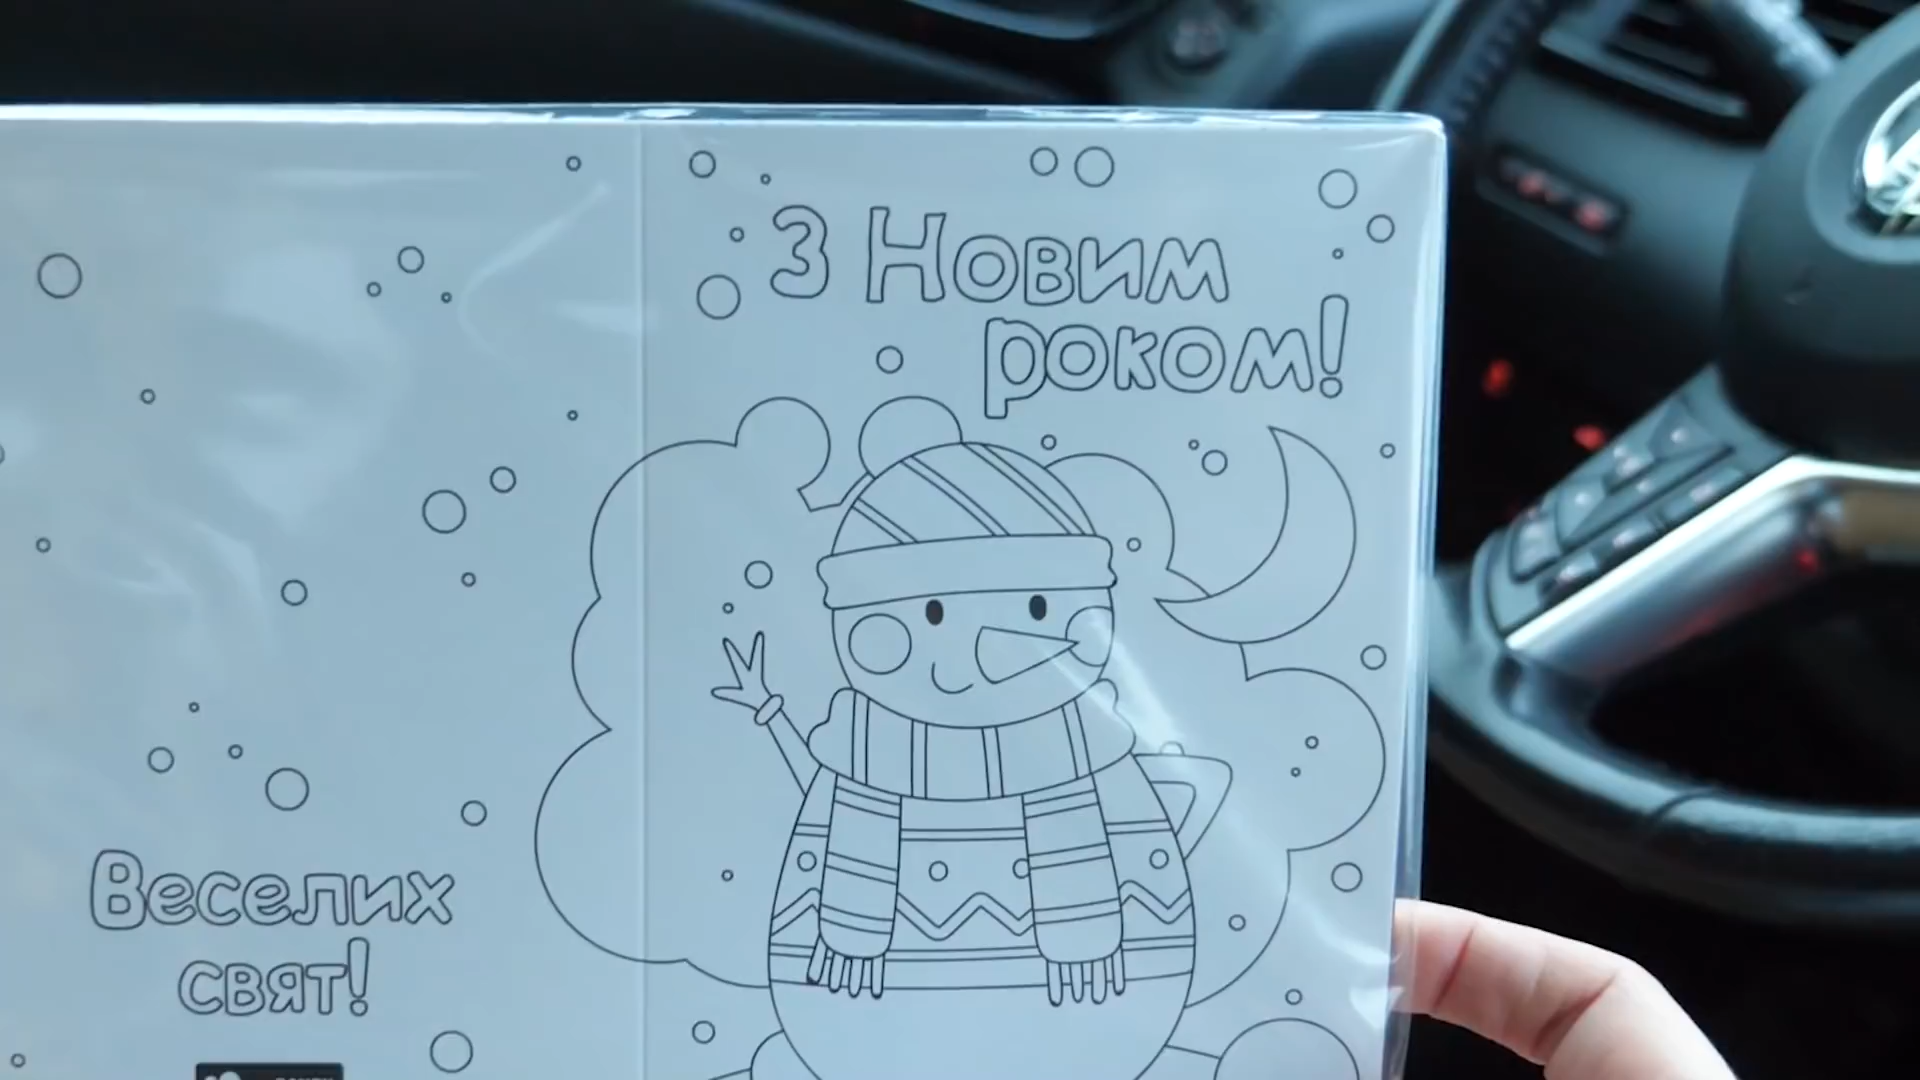 З Новим
роком!
Веселих
свят!